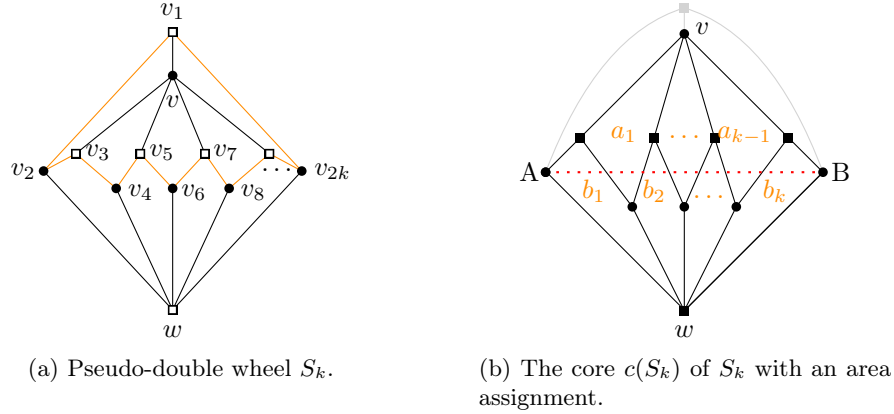 v₁
v
v₂ v₃ v₅ v₇ ⋯ v₂ₖ
v₄ v₆ v₈
w
(a) Pseudo-double wheel Sₖ.
v
a₁ ⋯ aₖ₋₁
A B
b₁ b₂ ⋯ bₖ
w
(b) The core c(Sₖ) of Sₖ with an area
assignment.